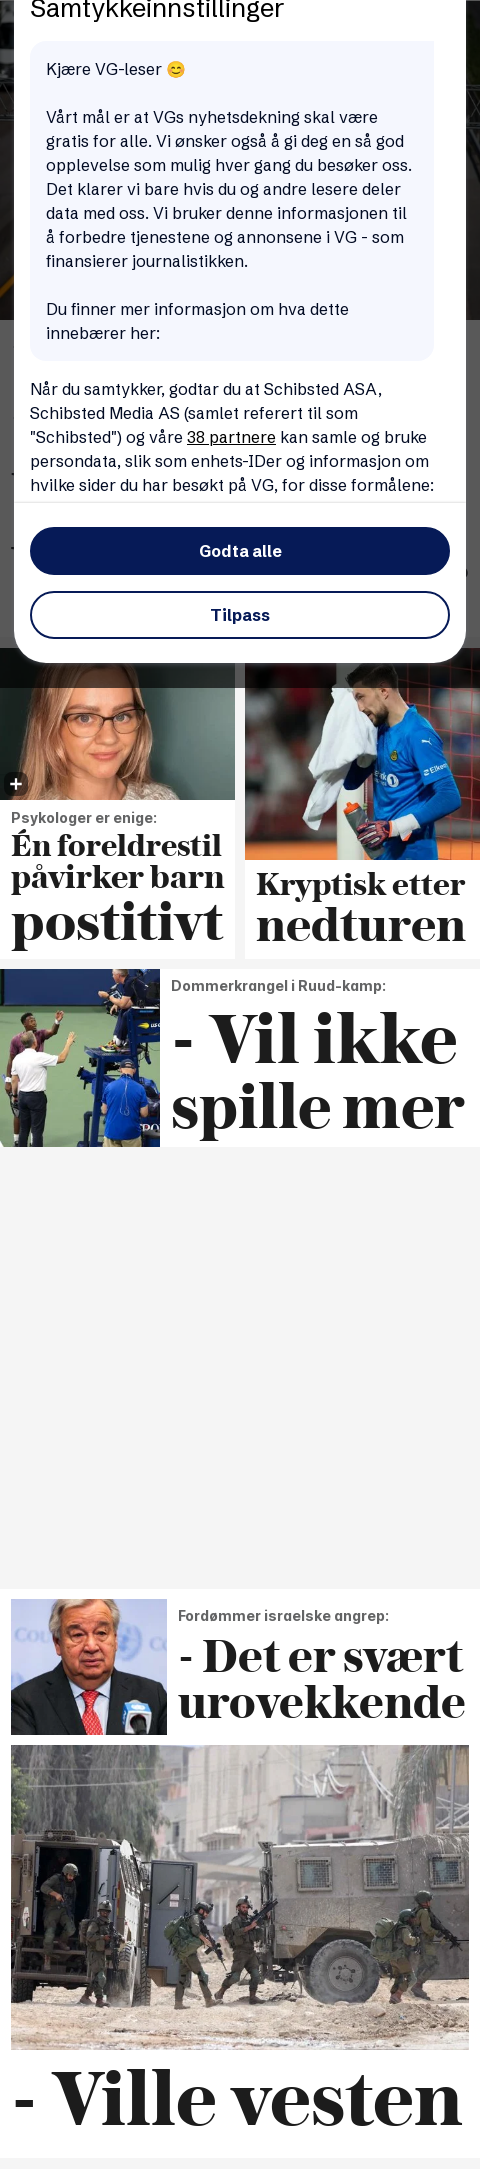 Samtykkeinnstillinger
Kjære VG-leser 😊
Vårt mål er at VGs nyhetsdekning skal være
gratis for alle. Vi ønsker også å gi deg en så god
opplevelse som mulig hver gang du besøker oss.
Det klarer vi bare hvis du og andre lesere deler
data med oss. Vi bruker denne informasjonen til
å forbedre tjenestene og annonsene i VG - som
finansierer journalistikken.
Du finner mer informasjon om hva dette
innebærer her:
Når du samtykker, godtar du at Schibsted ASA,
Schibsted Media AS (samlet referert til som
"Schibsted") og våre 38 partnere kan samle og bruke
persondata, slik som enhets-IDer og informasjon om
hvilke sider du har besøkt på VG, for disse formålene:
Godta alle
Tilpass
Psykologer er enige:
Én foreldrestil
påvirker barn
postitivt
Elkem
Kryptisk etter
nedturen
Dommerkrangel i Ruud-kamp:
- Vil ikke
spille mer
Fordømmer israelske angrep:
- Det er svært
urovekkende
- Ville vesten